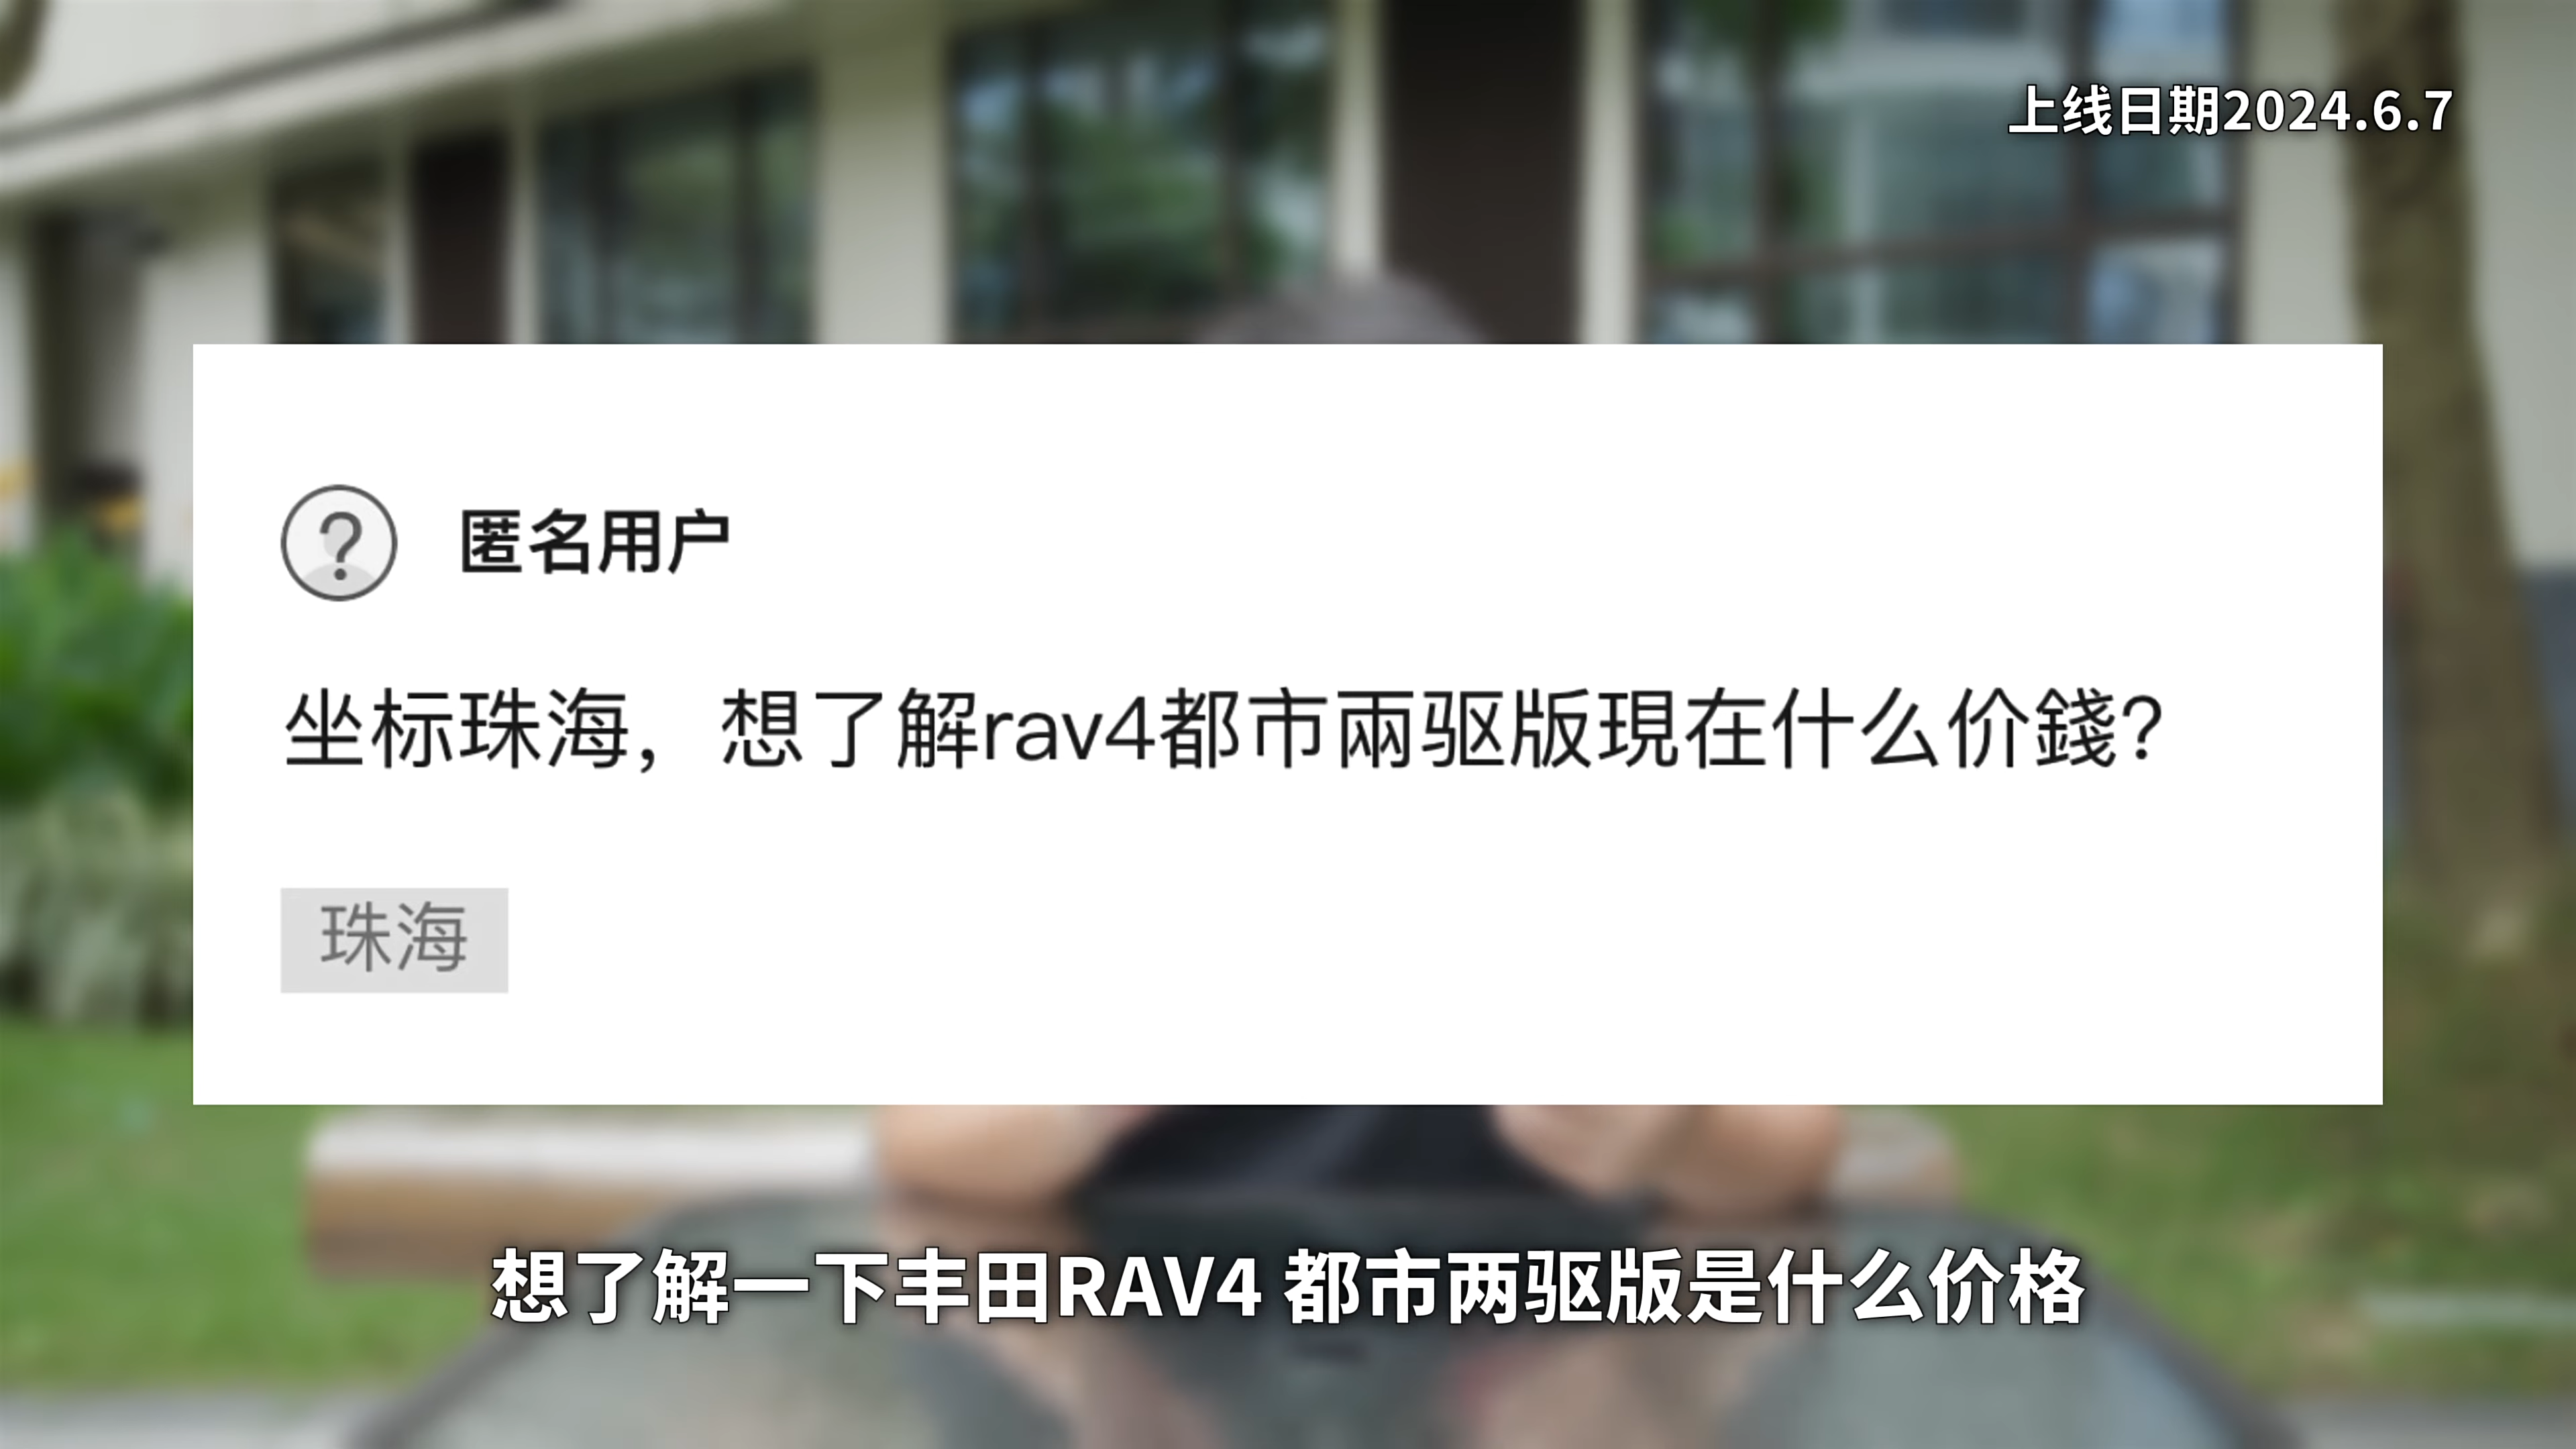 上线日期2024.6.7
匿名用户
坐标珠海，想了解rav4都市兩驱版現在什么价錢？
珠海
想了解一下丰田RAV4 都市两驱版是什么价格